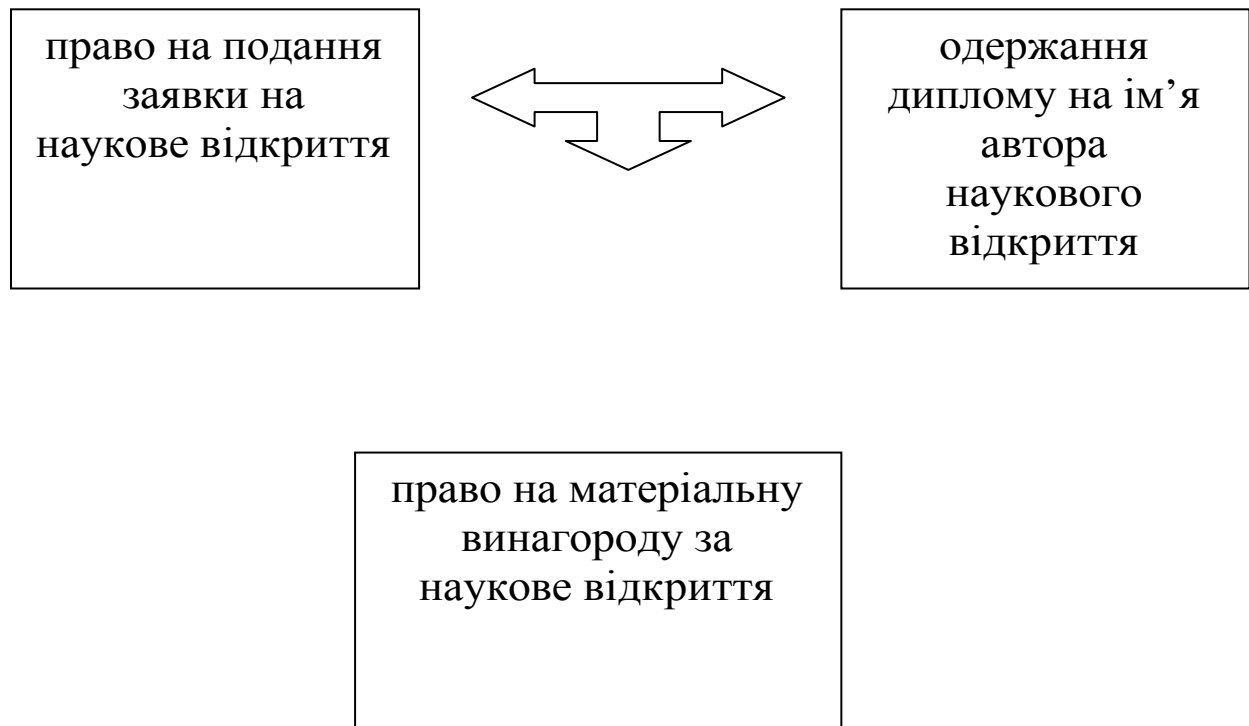 право на подання
заявки на
наукове відкриття
одержання
диплому на ім’я
автора
наукового
відкриття
право на матеріальну
винагороду за
наукове відкриття